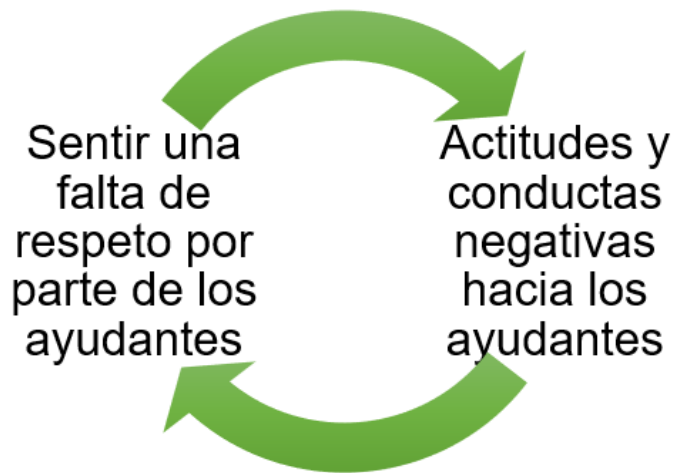 Sentir una
falta de
respeto por
parte de los
ayudantes
Actitudes y
conductas
negativas
hacia los
ayudantes